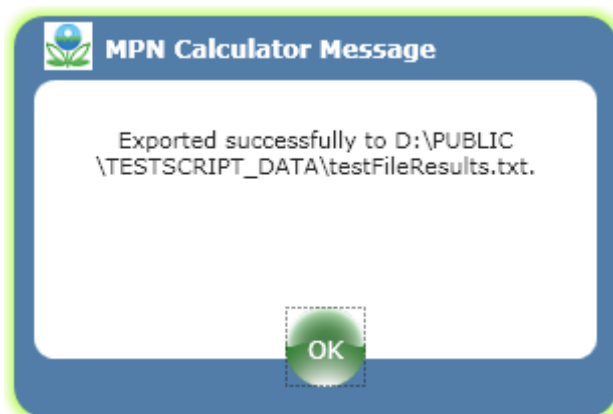 MPN Calculator Message
Exported successfully to D:\PUBLIC
\TESTSCRIPT_DATA\testFileResults.txt.
OK